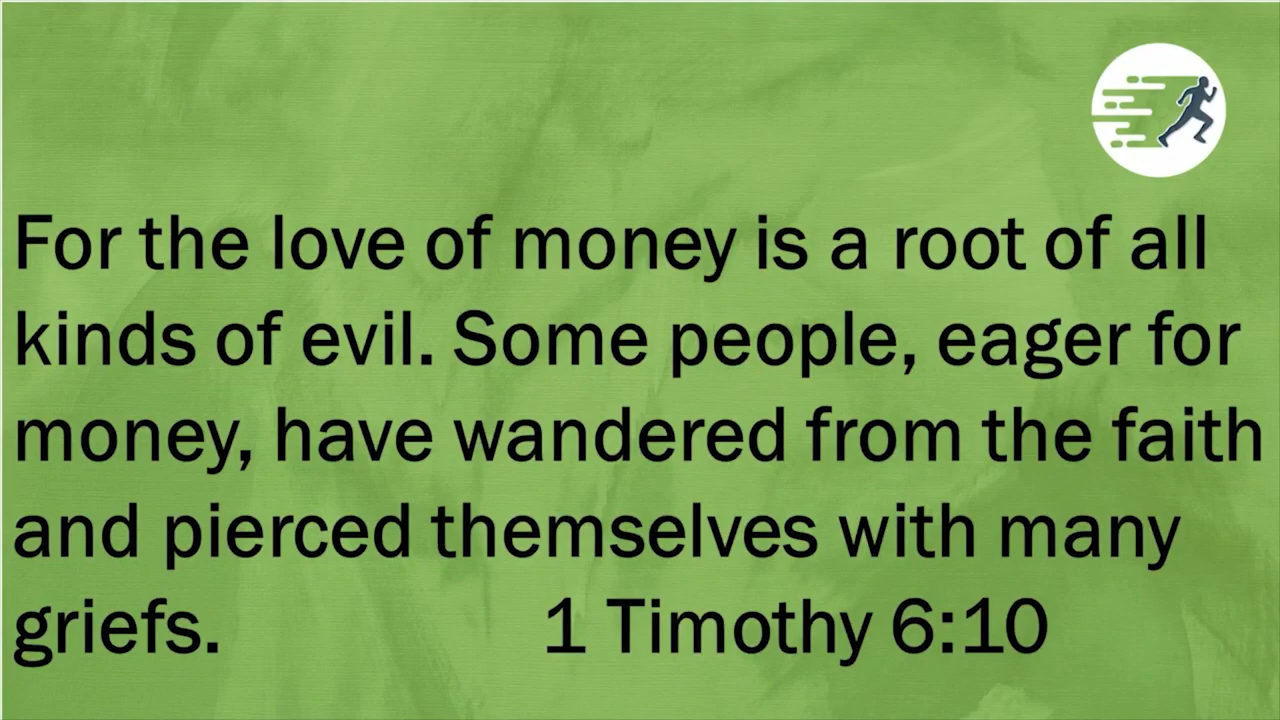 For the love of money is a root of all
kinds of evil. Some people, eager for
money, have wandered from the faith
and pierced themselves with many
griefs. 1 Timothy 6:10